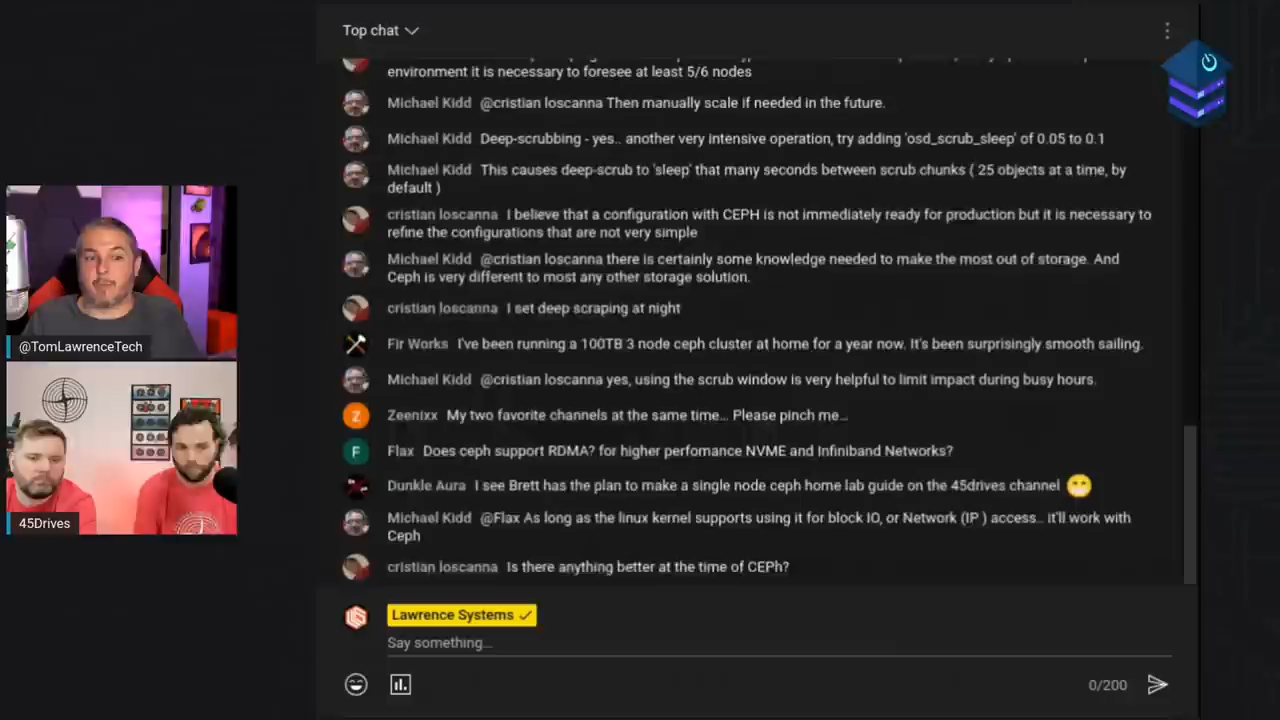 Top chat
environment it is necessary to foresee at least 5/6 nodes
Michael Kidd @cristian loscanna Then manually scale if needed in the future.
Michael Kidd Deep-scrubbing - yes.. another very intensive operation, try adding 'osd_scrub_sleep' of 0.05 to 0.1
Michael Kidd This causes deep-scrub to 'sleep' that many seconds between scrub chunks ( 25 objects at a time, by
default )
cristian loscanna I believe that a configuration with CEPH is not immediately ready for production but it is necessary to
refine the configurations that are not very simple
Michael Kidd @cristian loscanna there is certainly some knowledge needed to make the most out of storage. And
Ceph is very different to most any other storage solution.
cristian loscanna I set deep scraping at night
Fir Works I've been running a 100TB 3 node ceph cluster at home for a year now. It's been surprisingly smooth sailing.
Michael Kidd @cristian loscanna yes, using the scrub window is very helpful to limit impact during busy hours.
Z Zeenixx My two favorite channels at the same time... Please pinch me...
F Flax Does ceph support RDMA? for higher perfomance NVME and Infiniband Networks?
Dunkle Aura I see Brett has the plan to make a single node ceph home lab guide on the 45drives channel
Michael Kidd @Flax As long as the linux kernel supports using it for block IO, or Network (IP ) access.. it'll work with
Ceph
cristian loscanna Is there anything better at the time of CEPh?
Lawrence Systems
Say something...
0/200
@TomLawrenceTech
45Drives